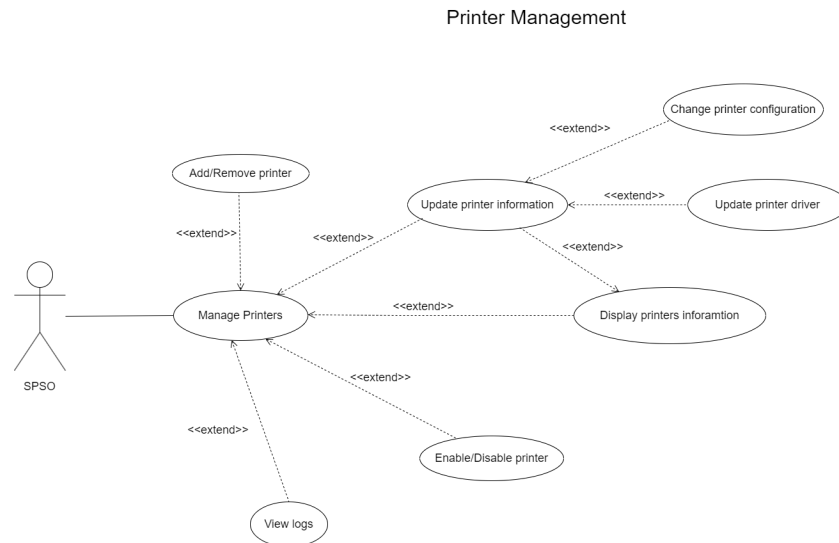 Printer Management
Change printer configuration
<<extend>>
Add/Remove printer
<<extend>>
Update printer information
<<extend>>
Update printer driver
<<extend>>
<<extend>>
<<extend>>
<<extend>>
Manage Printers
Display printers inforamtion
SPSO
<<extend>>
<<extend>>
Enable/Disable printer
View logs